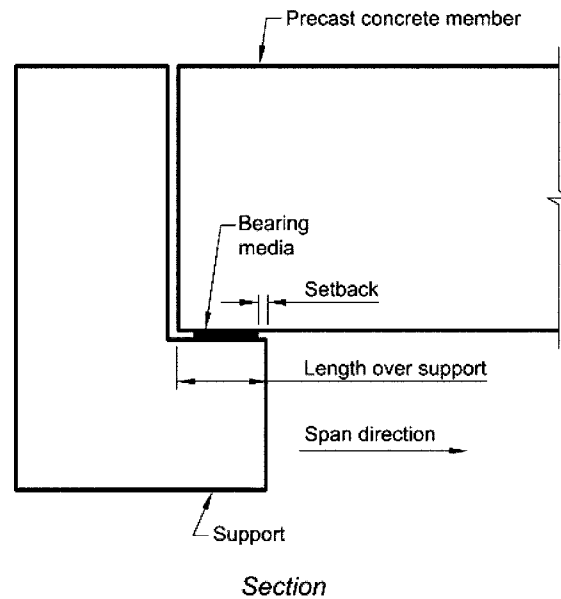 Precast concrete member
Bearing
media
Setback
Length over support
Span direction
Support
Section